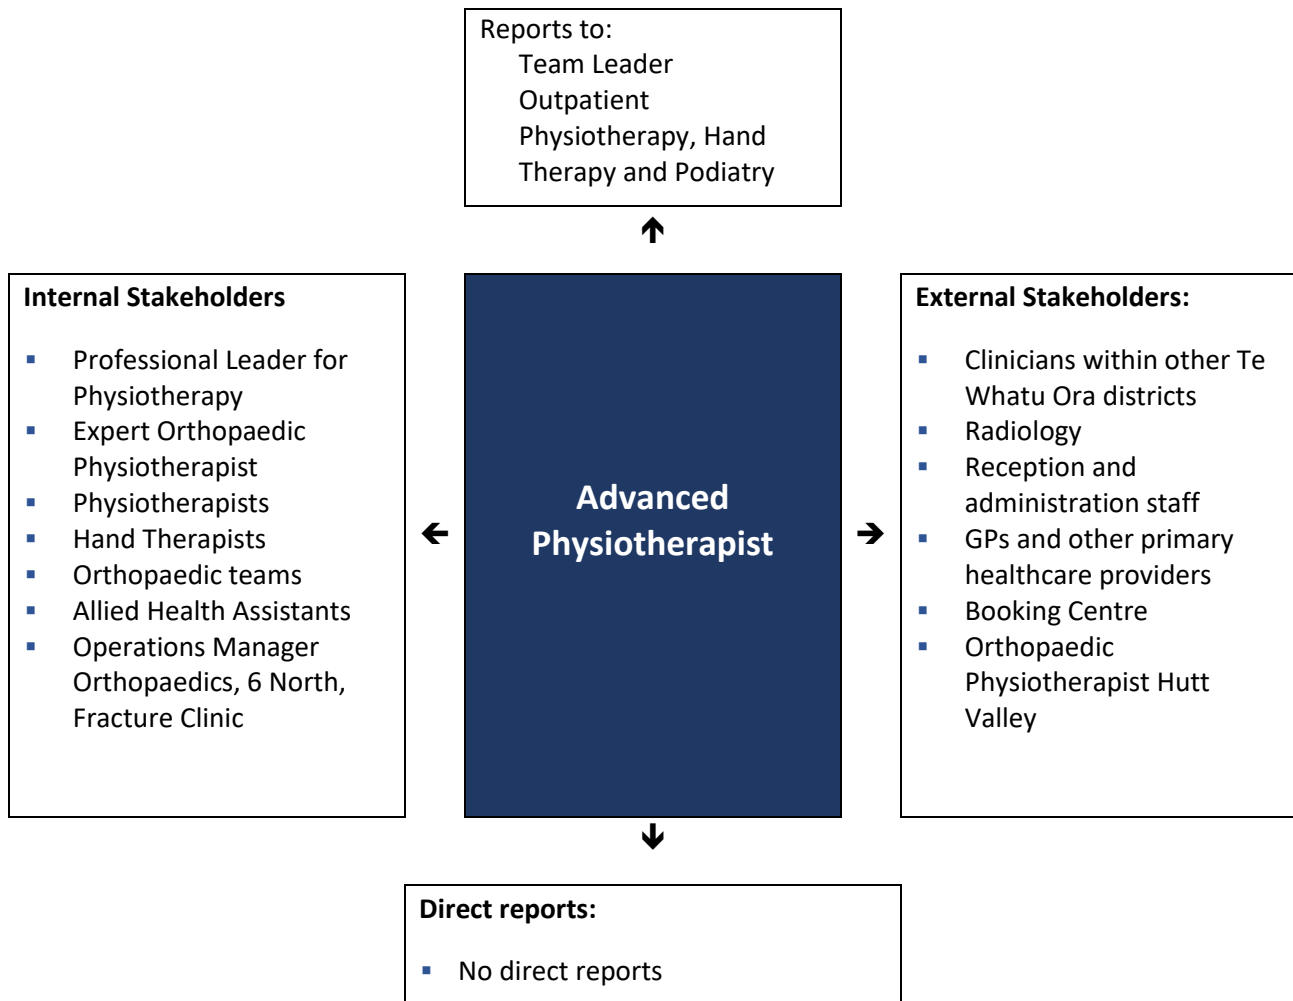 Reports to:
Team Leader
Outpatient
Physiotherapy, Hand
Therapy and Podiatry
Internal Stakeholders
▪ Professional Leader for
Physiotherapy
▪ Expert Orthopaedic
Physiotherapist
▪ Physiotherapists
▪ Hand Therapists
▪ Orthopaedic teams
▪ Allied Health Assistants
▪ Operations Manager
Orthopaedics, 6 North,
Fracture Clinic
Advanced
Physiotherapist
External Stakeholders:
▪ Clinicians within other Te
Whatu Ora districts
▪ Radiology
▪ Reception and
administration staff
▪ GPs and other primary
healthcare providers
▪ Booking Centre
▪ Orthopaedic
Physiotherapist Hutt
Valley
Direct reports:
▪ No direct reports